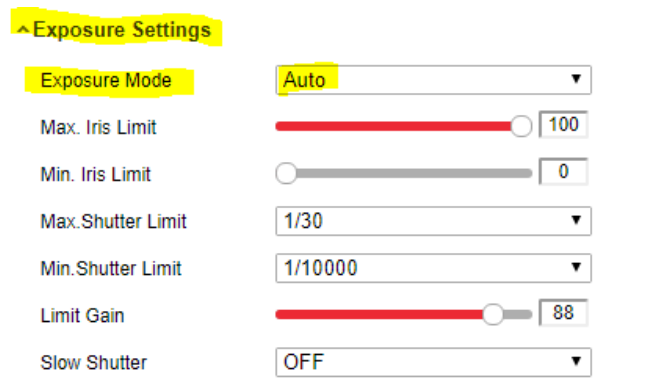 Exposure Settings
Exposure Mode Auto
Max. Iris Limit 100
Min. Iris Limit 0
Max.Shutter Limit 1/30
Min.Shutter Limit 1/10000
Limit Gain 88
Slow Shutter OFF